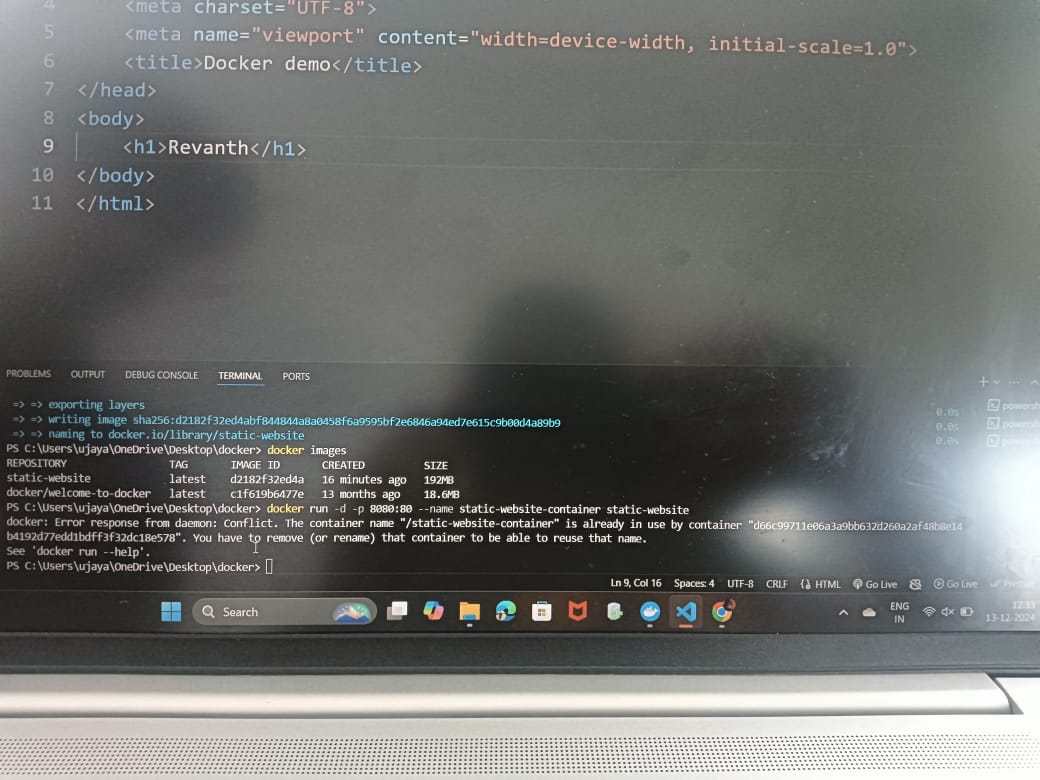 4 <meta charset="UTF-8">
5 <meta name="viewport" content="width=device-width, initial-scale=1.0">
6 <title>Docker demo</title>
7 </head>
8 <body>
9 <h1>Revanth</h1>
10 </body>
11 </html>
PROBLEMS OUTPUT DEBUG CONSOLE TERMINAL PORTS
=> => exporting layers 0.0s
=> => writing image sha256:d2182f32ed4abf844844a8a0458f6a9595bf2e6846a94ed7e615c9b00d4a89b9 0.0s
=> => naming to docker.io/library/static-website 0.0s
powersh
powersh
powersh
PS C:\Users\ujaya\OneDrive\Desktop\docker> docker images
REPOSITORY TAG IMAGE ID CREATED SIZE
static-website latest d2182f32ed4a 16 minutes ago 192MB
docker/welcome-to-docker latest c1f619b6477e 13 months ago 18.6MB
PS C:\Users\ujaya\OneDrive\Desktop\docker> docker run -d -p 8080:80 --name static-website-container static-website
docker: Error response from daemon: Conflict. The container name "/static-website-container" is already in use by container "d66c99711e06a3a9bb632d260a2af48b8e14
b4192d77edd1bdff3f32dc18e578". You have to remove (or rename) that container to be able to reuse that name.
See 'docker run --help'.
PS C:\Users\ujaya\OneDrive\Desktop\docker>
Ln 9, Col 16 Spaces: 4 UTF-8 CRLF HTML Go Live Go Live Prettier
Search ENG 12:33
IN 13-12-2024